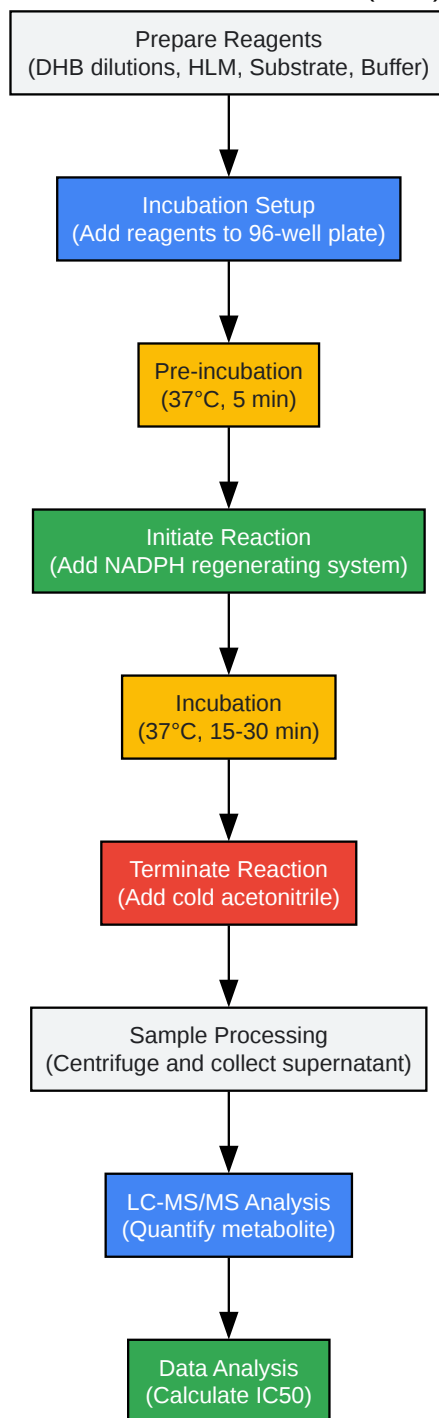 Prepare Reagents
(DHB dilutions, HLM, Substrate, Buffer)
Incubation Setup
(Add reagents to 96-well plate)
Pre-incubation
(37°C, 5 min)
Initiate Reaction
(Add NADPH regenerating system)
Incubation
(37°C, 15-30 min)
Terminate Reaction
(Add cold acetonitrile)
Sample Processing
(Centrifuge and collect supernatant)
LC-MS/MS Analysis
(Quantify metabolite)
Data Analysis
(Calculate IC50)